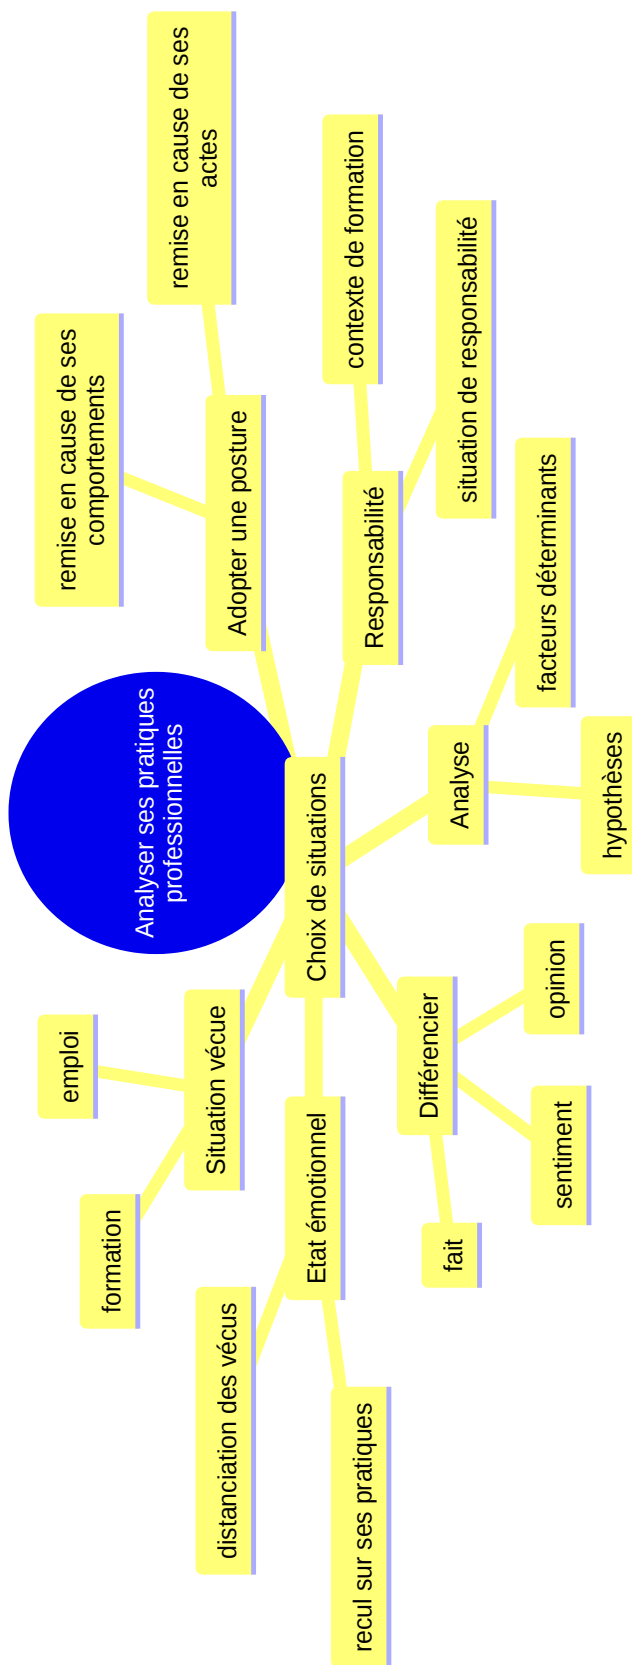 Analyser ses pratiques
professionnelles
Choix de situations
Situation vécue
emploi
formation
Etat émotionnel
distanciation des vécus
recul sur ses pratiques
Différencier
fait
sentiment
opinion
Analyse
hypothèses
facteurs déterminants
Responsabilité
situation de responsabilité
contexte de formation
Adopter une posture
remise en cause de ses
actes
remise en cause de ses
comportements